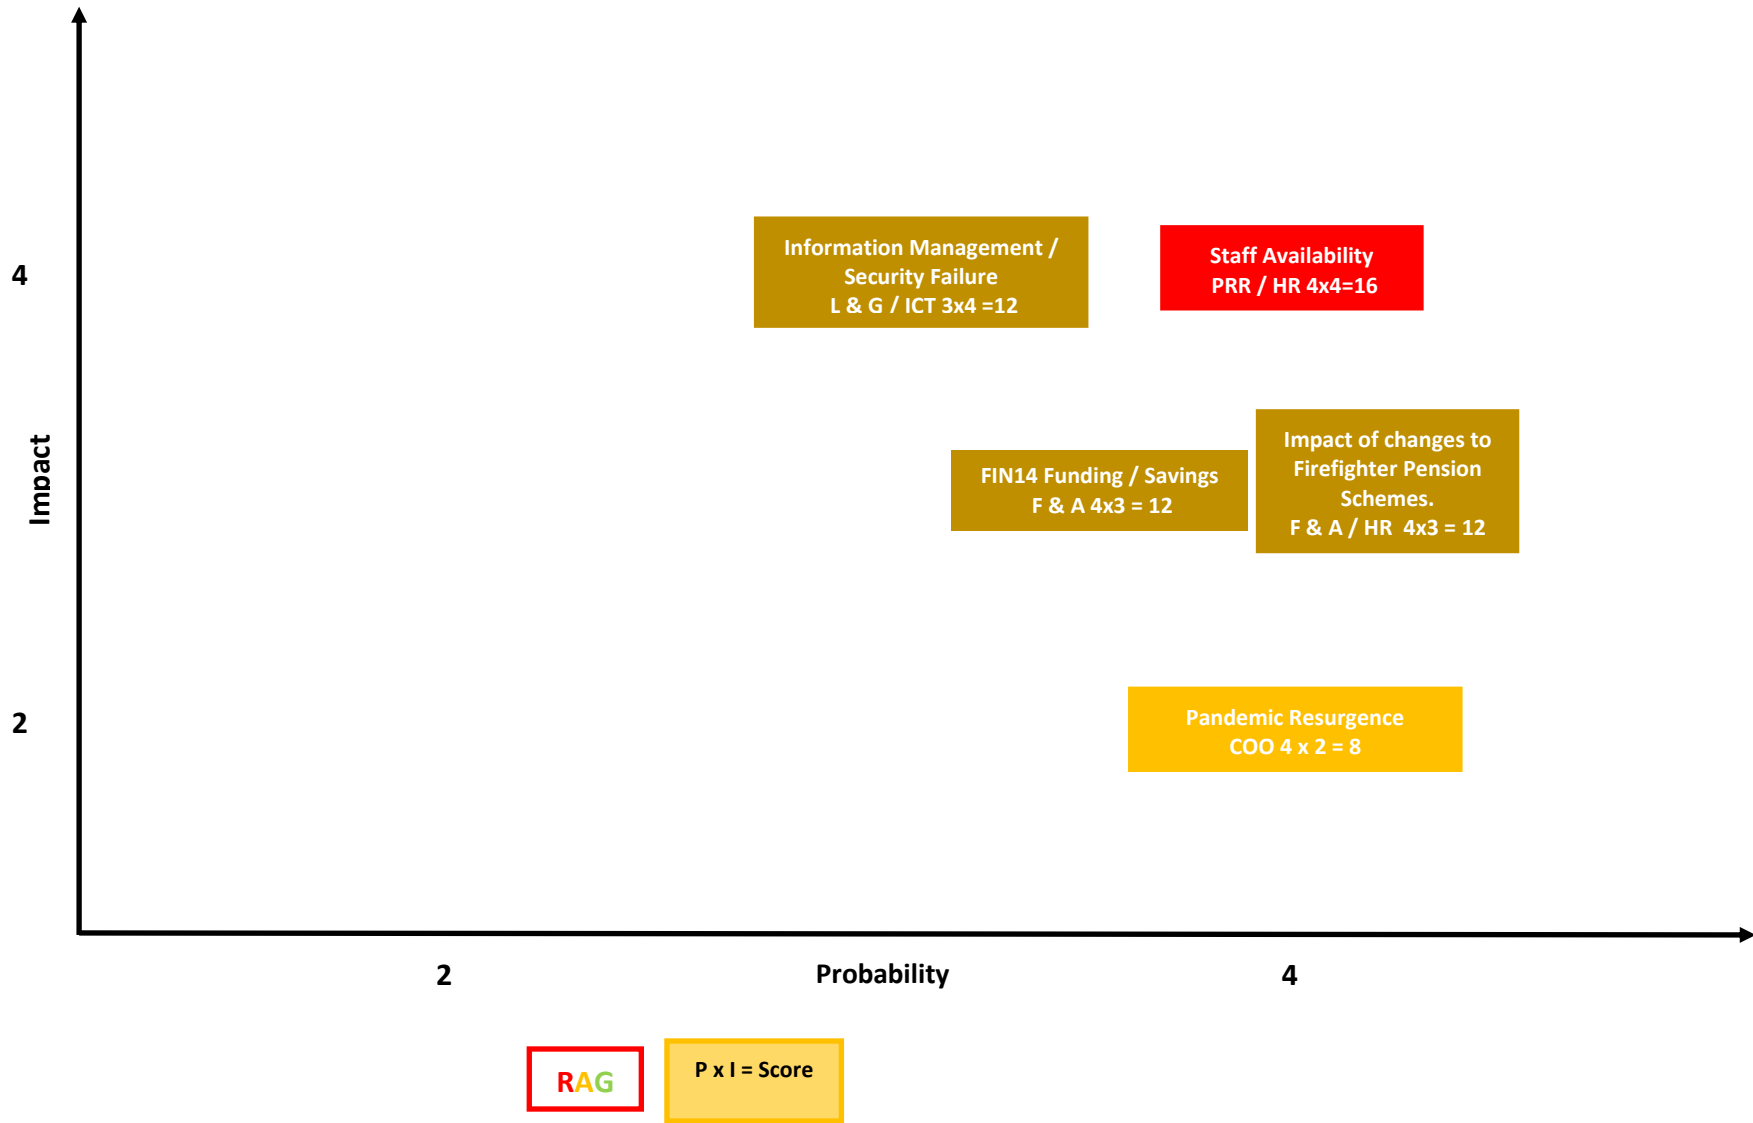 Information Management /
Security Failure
L & G / ICT 3x4 =12
Staff Availability
PRR / HR 4x4=16
4
Impact
FIN14 Funding / Savings
F & A 4x3 = 12
Impact of changes to
Firefighter Pension
Schemes.
F & A / HR 4x3 = 12
2
Pandemic Resurgence
COO 4 x 2 = 8
2
Probability
4
RAG
P x I = Score